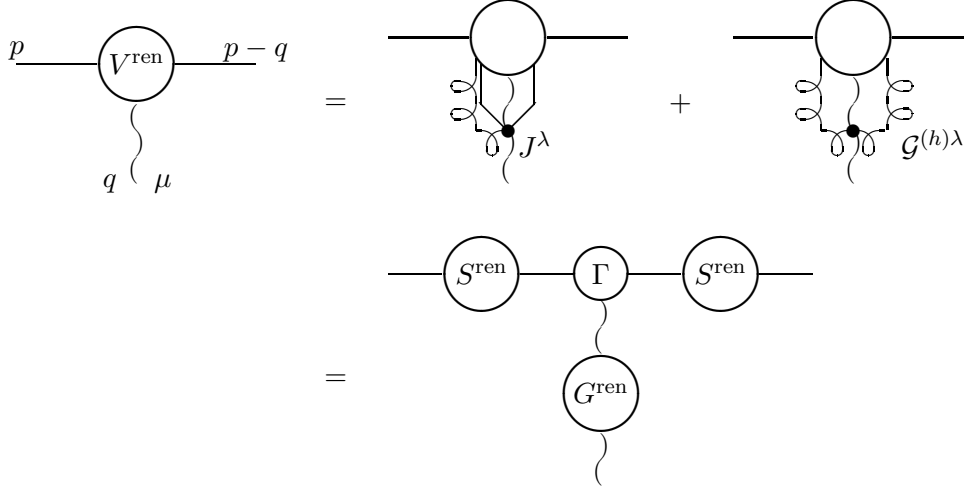 p V^ren p − q
= J^λ + 𝒢^(h)λ
q μ
S^ren Γ S^ren
=
G^ren